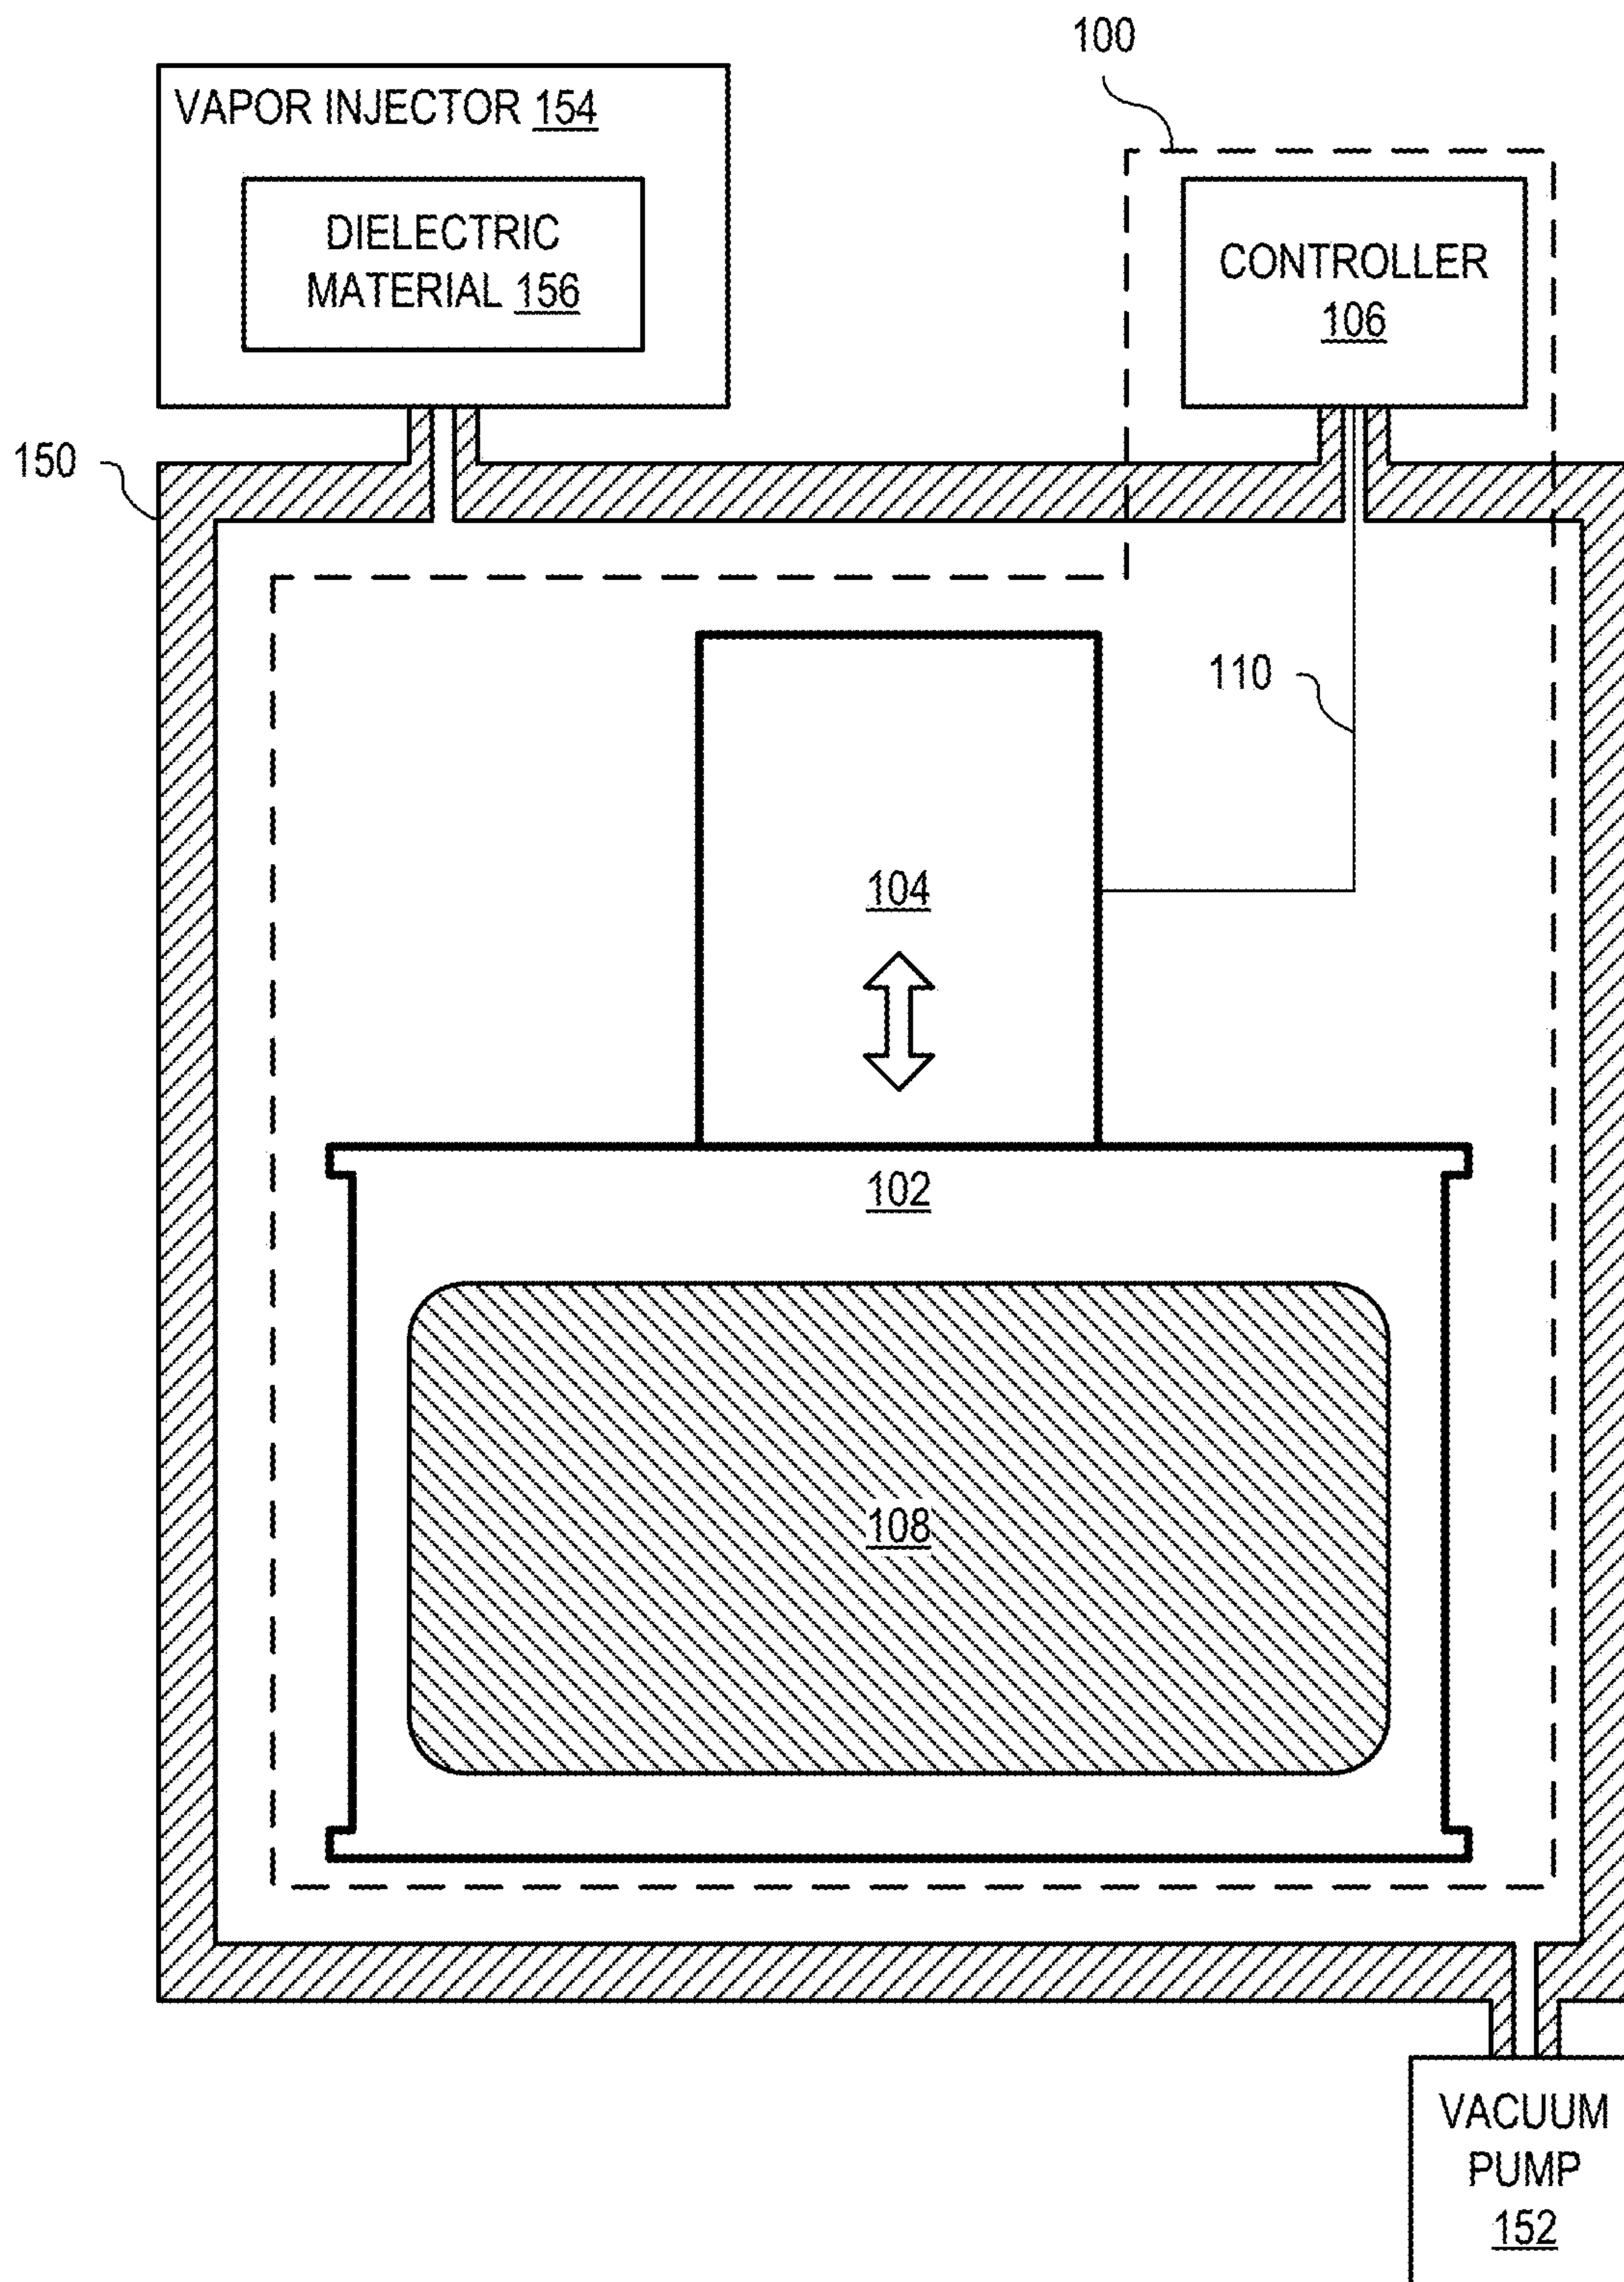 100
VAPOR INJECTOR 154
DIELECTRIC
MATERIAL 156
CONTROLLER
106
150
110
104
102
108
VACUUM
PUMP
152